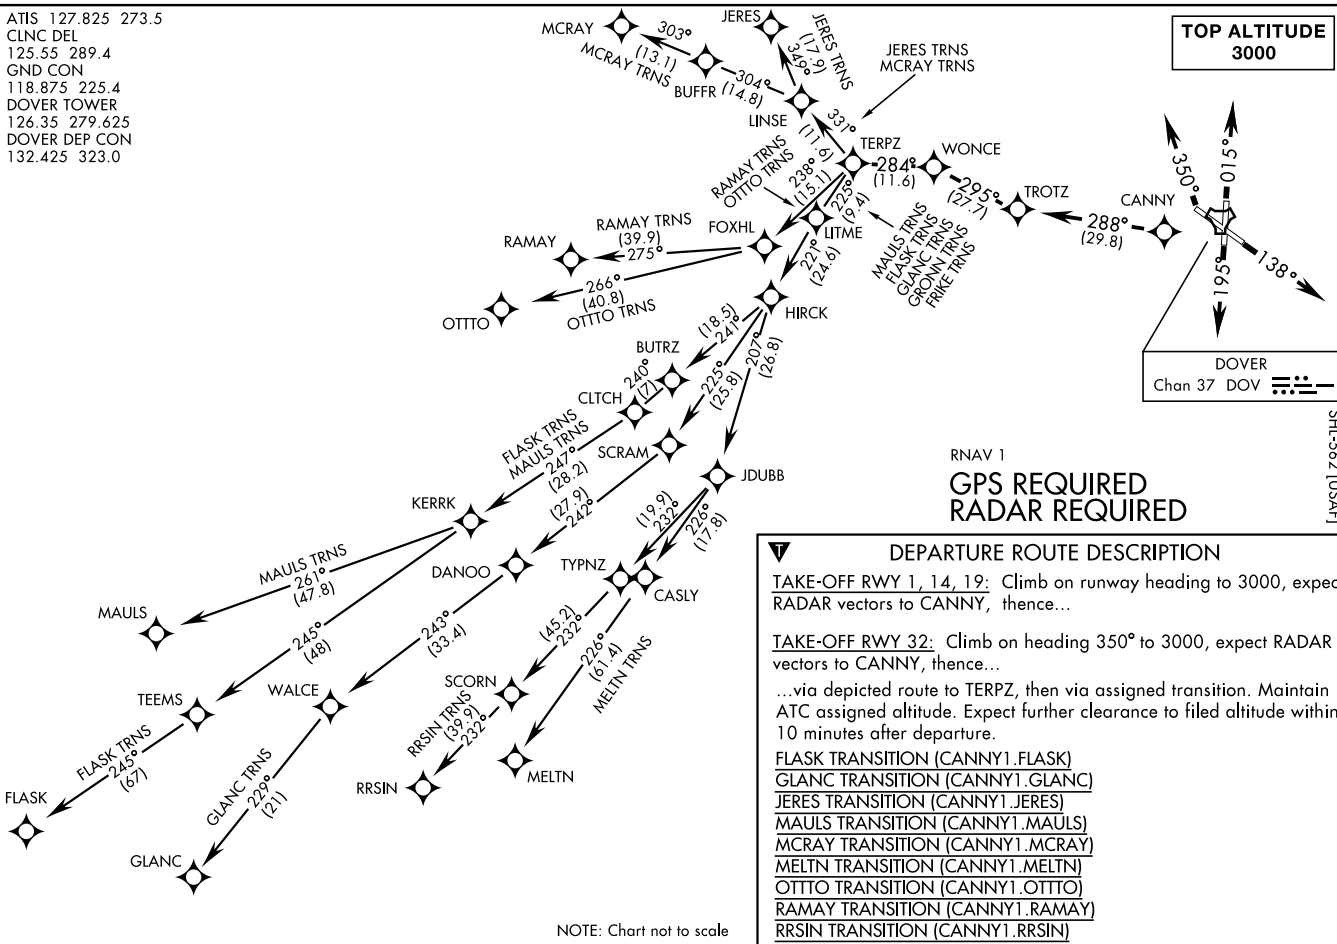 ATIS 127.825 273.5
CLNC DEL
125.55 289.4
GND CON
118.875 225.4
DOVER TOWER
126.35 279.625
DOVER DEP CON
132.425 323.0
TOP ALTITUDE
3000
MCRAY
303°
(13.1)
MCRAY TRNS
BUFFR
304°
(14.8)
JERES
JERES TRNS
(17.9)
349°
LINSE
JERES TRNS
MCRAY TRNS
331°
(11.6)
TERPZ
284°
(11.6)
WONCE
295°
(27.7)
TROTZ
288°
(29.8)
CANNY
350°
015°
195°
138°
DOVER
Chan 37 DOV
RAMAY TRNS
OTTTO TRNS
238°
(15.1)
225°
(9.4)
LITME
MAULS TRNS
FLASK TRNS
GLANC TRNS
GRONN TRNS
FRIKE TRNS
FOXHL
RAMAY TRNS
(39.9)
275°
RAMAY
266°
(40.8)
OTTTO TRNS
OTTTO
221°
(24.6)
HIRCK
(18.5)
241°
BUTRZ
240°
(7)
CLTCH
225°
(25.8)
207°
(26.8)
FLASK TRNS
MAULS TRNS
247°
(28.2)
SCRAM
JDUBB
KERRK
(27.9)
242°
(19.9)
232°
226°
(17.8)
DANOO
TYPNZ
CASLY
MAULS TRNS
261°
(47.8)
MAULS
245°
(48)
243°
(33.4)
(45.2)
232°
226°
(61.4)
MELTN TRNS
TEEMS
WALCE
SCORN
FLASK TRNS
245°
(67)
FLASK
GLANC TRNS
229°
(21)
GLANC
RRSIN TRNS
(39.9)
232°
RRSIN
MELTN
RNAV 1
GPS REQUIRED
RADAR REQUIRED
SHL-562 [USAF]
T
DEPARTURE ROUTE DESCRIPTION
TAKE-OFF RWY 1, 14, 19: Climb on runway heading to 3000, expec
RADAR vectors to CANNY, thence...
TAKE-OFF RWY 32: Climb on heading 350° to 3000, expect RADAR
vectors to CANNY, thence...
...via depicted route to TERPZ, then via assigned transition. Maintain
ATC assigned altitude. Expect further clearance to filed altitude within
10 minutes after departure.
FLASK TRANSITION (CANNY1.FLASK)
GLANC TRANSITION (CANNY1.GLANC)
JERES TRANSITION (CANNY1.JERES)
MAULS TRANSITION (CANNY1.MAULS)
MCRAY TRANSITION (CANNY1.MCRAY)
MELTN TRANSITION (CANNY1.MELTN)
OTTTO TRANSITION (CANNY1.OTTTO)
RAMAY TRANSITION (CANNY1.RAMAY)
RRSIN TRANSITION (CANNY1.RRSIN)
NOTE: Chart not to scale